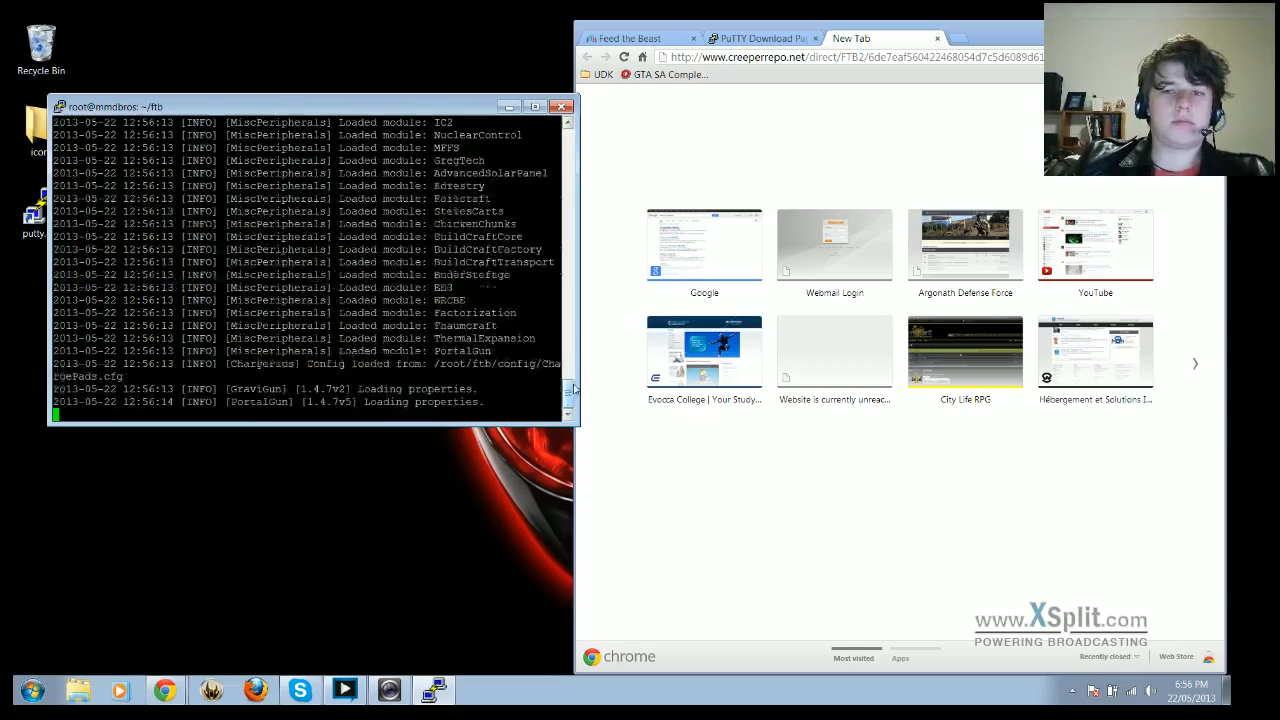 Recycle Bin
icon
putty.
root@mmdbros: ~/ftb
2013-05-22 12:56:13 [INFO] [MiscPeripherals] Loaded module: IC2
2013-05-22 12:56:13 [INFO] [MiscPeripherals] Loaded module: NuclearControl
2013-05-22 12:56:13 [INFO] [MiscPeripherals] Loaded module: MFFS
2013-05-22 12:56:13 [INFO] [MiscPeripherals] Loaded module: GregTech
2013-05-22 12:56:13 [INFO] [MiscPeripherals] Loaded module: AdvancedSolarPanel
2013-05-22 12:56:13 [INFO] [MiscPeripherals] Loaded module:
2013-05-22 12:56:13 [INFO] [MiscPeripherals] Loaded module:
2013-05-22 12:56:13 [INFO] [MiscPeripherals] Loaded module: StevesCarts
2013-05-22 12:56:13 [INFO] [MiscPeripherals] Loaded module: ChickenChunks
2013-05-22 12:56:13 [INFO] [MiscPeripherals] Loaded module: BuildCraftCore
2013-05-22 12:56:13 [INFO] [MiscPeripherals] Loaded module: BuildCraftFactory
2013-05-22 12:56:13 [INFO] [MiscPeripherals] Loaded module: BuildCraftTransport
2013-05-22 12:56:13 [INFO] [MiscPeripherals] Loaded module:
2013-05-22 12:56:13 [INFO] [MiscPeripherals] Loaded module:
2013-05-22 12:56:13 [INFO] [MiscPeripherals] Loaded module: WRCBE
2013-05-22 12:56:13 [INFO] [MiscPeripherals] Loaded module: Factorization
2013-05-22 12:56:13 [INFO] [MiscPeripherals] Loaded module: Thaumcraft
2013-05-22 12:56:13 [INFO] [MiscPeripherals] Loaded module: ThermalExpansion
2013-05-22 12:56:13 [INFO] [MiscPeripherals] Loaded module: PortalGun
2013-05-22 12:56:13 [INFO] [ChargePads] Config loaded from: /root/ftb/config/Cha
rgePads.cfg
2013-05-22 12:56:13 [INFO] [GraviGun] [1.4.7v2] Loading properties.
2013-05-22 12:56:14 [INFO] [PortalGun] [1.4.7v5] Loading properties.
Feed the Beast
PuTTY Download Pa
New Tab
http://www.creeperrepo.net/direct/FTB2/6de7eaf560422468054d7c5d6089d61
UDK
GTA SA Comple...
Google
Webmail Login
Argonath Defense Force
YouTube
Evocca College | Your Study...
Website is currently unreac...
City Life RPG
Hébergement et Solutions I...
www.XSplit.com
POWERING BROADCASTING
chrome
Most visited
Apps
Recently closed
Web Store
6:56 PM
22/05/2013